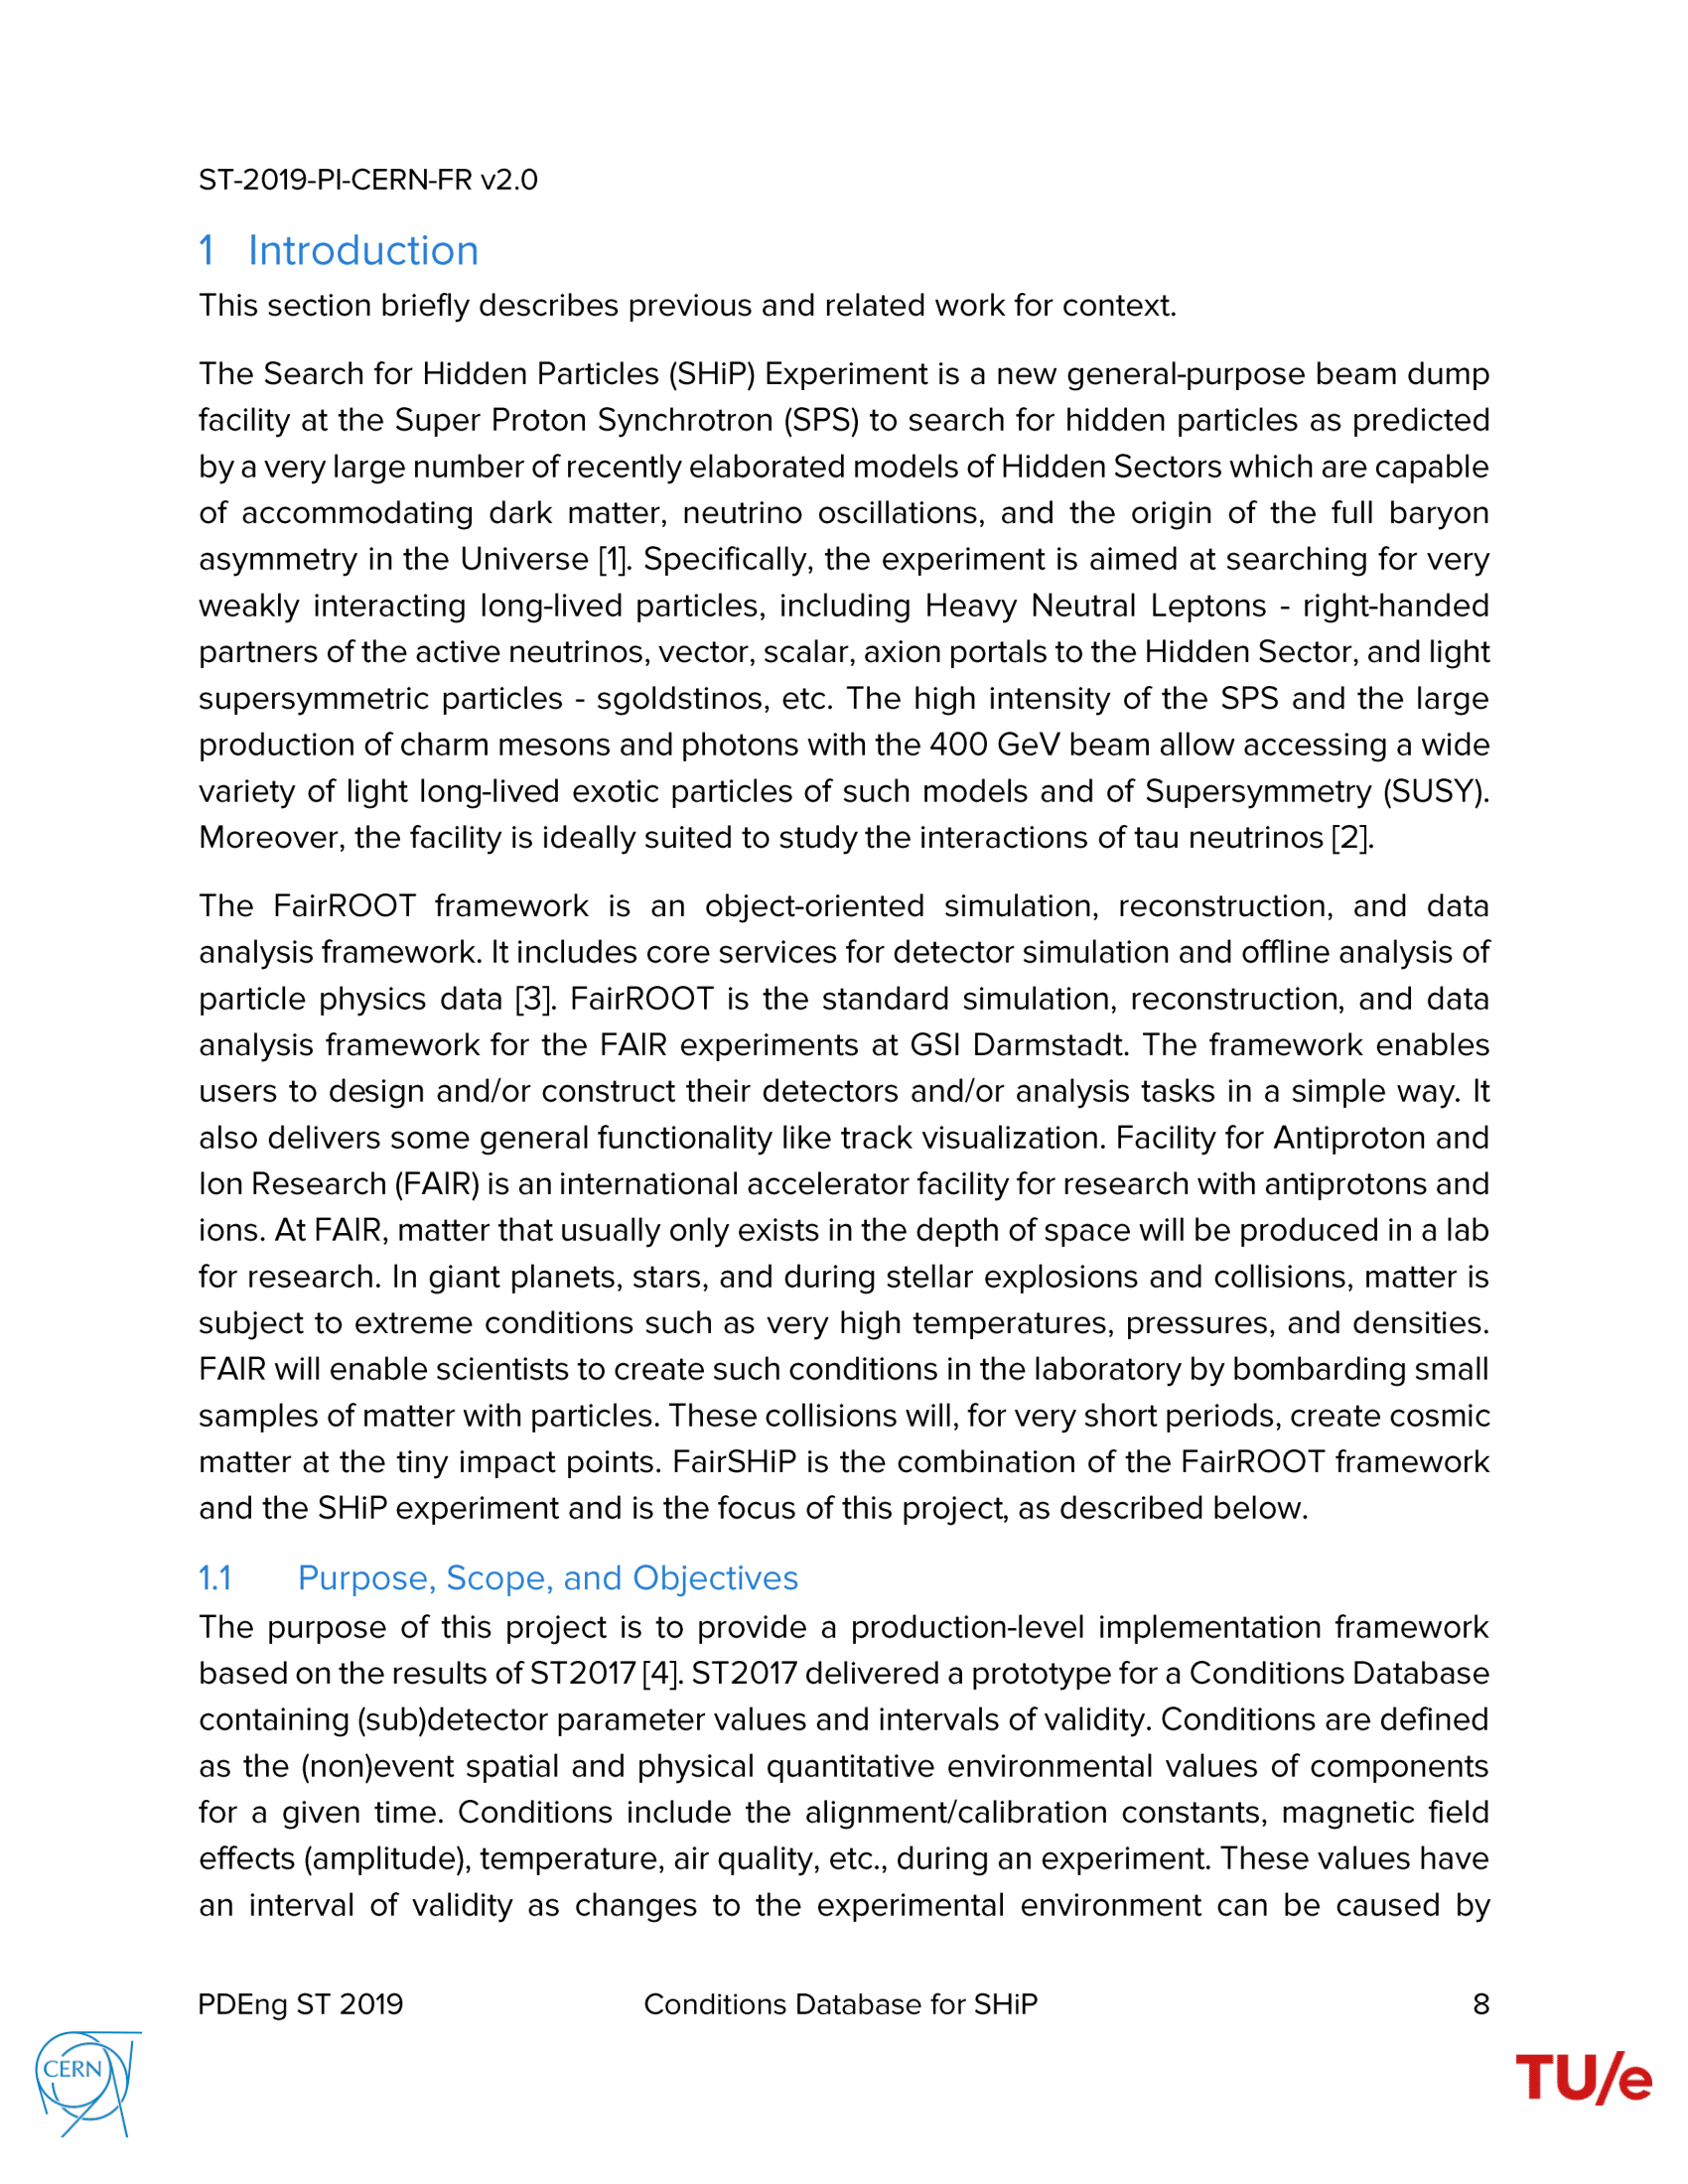 ST-2019-PI-CERN-FR v2.0
1 Introduction
This section briefly describes previous and related work for context.
The Search for Hidden Particles (SHiP) Experiment is a new general-purpose beam dump
facility at the Super Proton Synchrotron (SPS) to search for hidden particles as predicted
by a very large number of recently elaborated models of Hidden Sectors which are capable
of accommodating dark matter, neutrino oscillations, and the origin of the full baryon
asymmetry in the Universe [1]. Specifically, the experiment is aimed at searching for very
weakly interacting long-lived particles, including Heavy Neutral Leptons - right-handed
partners of the active neutrinos, vector, scalar, axion portals to the Hidden Sector, and light
supersymmetric particles - sgoldstinos, etc. The high intensity of the SPS and the large
production of charm mesons and photons with the 400 GeV beam allow accessing a wide
variety of light long-lived exotic particles of such models and of Supersymmetry (SUSY).
Moreover, the facility is ideally suited to study the interactions of tau neutrinos [2].
The FairROOT framework is an object-oriented simulation, reconstruction, and data
analysis framework. It includes core services for detector simulation and offline analysis of
particle physics data [3]. FairROOT is the standard simulation, reconstruction, and data
analysis framework for the FAIR experiments at GSI Darmstadt. The framework enables
users to design and/or construct their detectors and/or analysis tasks in a simple way. It
also delivers some general functionality like track visualization. Facility for Antiproton and
Ion Research (FAIR) is an international accelerator facility for research with antiprotons and
ions. At FAIR, matter that usually only exists in the depth of space will be produced in a lab
for research. In giant planets, stars, and during stellar explosions and collisions, matter is
subject to extreme conditions such as very high temperatures, pressures, and densities.
FAIR will enable scientists to create such conditions in the laboratory by bombarding small
samples of matter with particles. These collisions will, for very short periods, create cosmic
matter at the tiny impact points. FairSHiP is the combination of the FairROOT framework
and the SHiP experiment and is the focus of this project, as described below.
1.1 Purpose, Scope, and Objectives
The purpose of this project is to provide a production-level implementation framework
based on the results of ST2017 [4]. ST2017 delivered a prototype for a Conditions Database
containing (sub)detector parameter values and intervals of validity. Conditions are defined
as the (non)event spatial and physical quantitative environmental values of components
for a given time. Conditions include the alignment/calibration constants, magnetic field
effects (amplitude), temperature, air quality, etc., during an experiment. These values have
an interval of validity as changes to the experimental environment can be caused by
PDEng ST 2019 Conditions Database for SHiP 8
CERN
TU/e